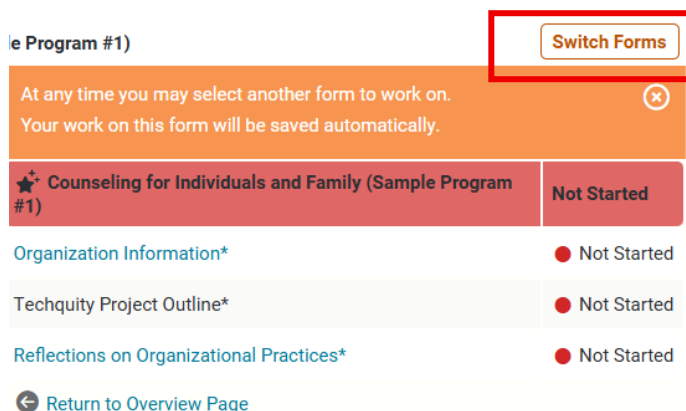 le Program #1)
Switch Forms
At any time you may select another form to work on.
Your work on this form will be saved automatically.
Counseling for Individuals and Family (Sample Program
#1)
Not Started
Organization Information*
Not Started
Techquity Project Outline*
Not Started
Reflections on Organizational Practices*
Not Started
Return to Overview Page